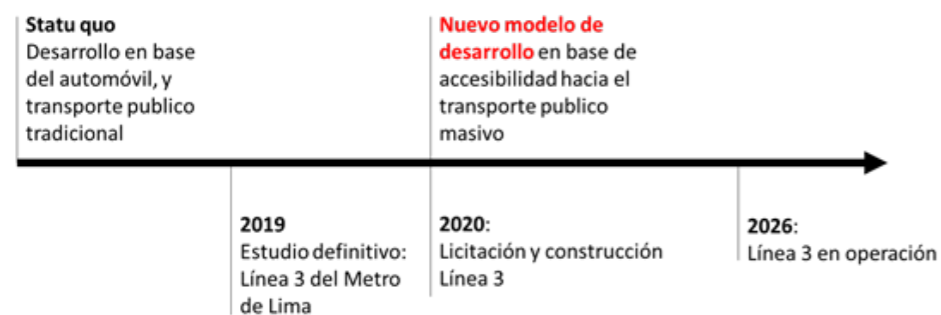 Statu quo
Desarrollo en base
del automóvil, y
transporte publico
tradicional
Nuevo modelo de
desarrollo en base de
accesibilidad hacia el
transporte publico
masivo
2019
Estudio definitivo:
Línea 3 del Metro
de Lima
2020:
Licitación y construcción
Línea 3
2026:
Línea 3 en operación